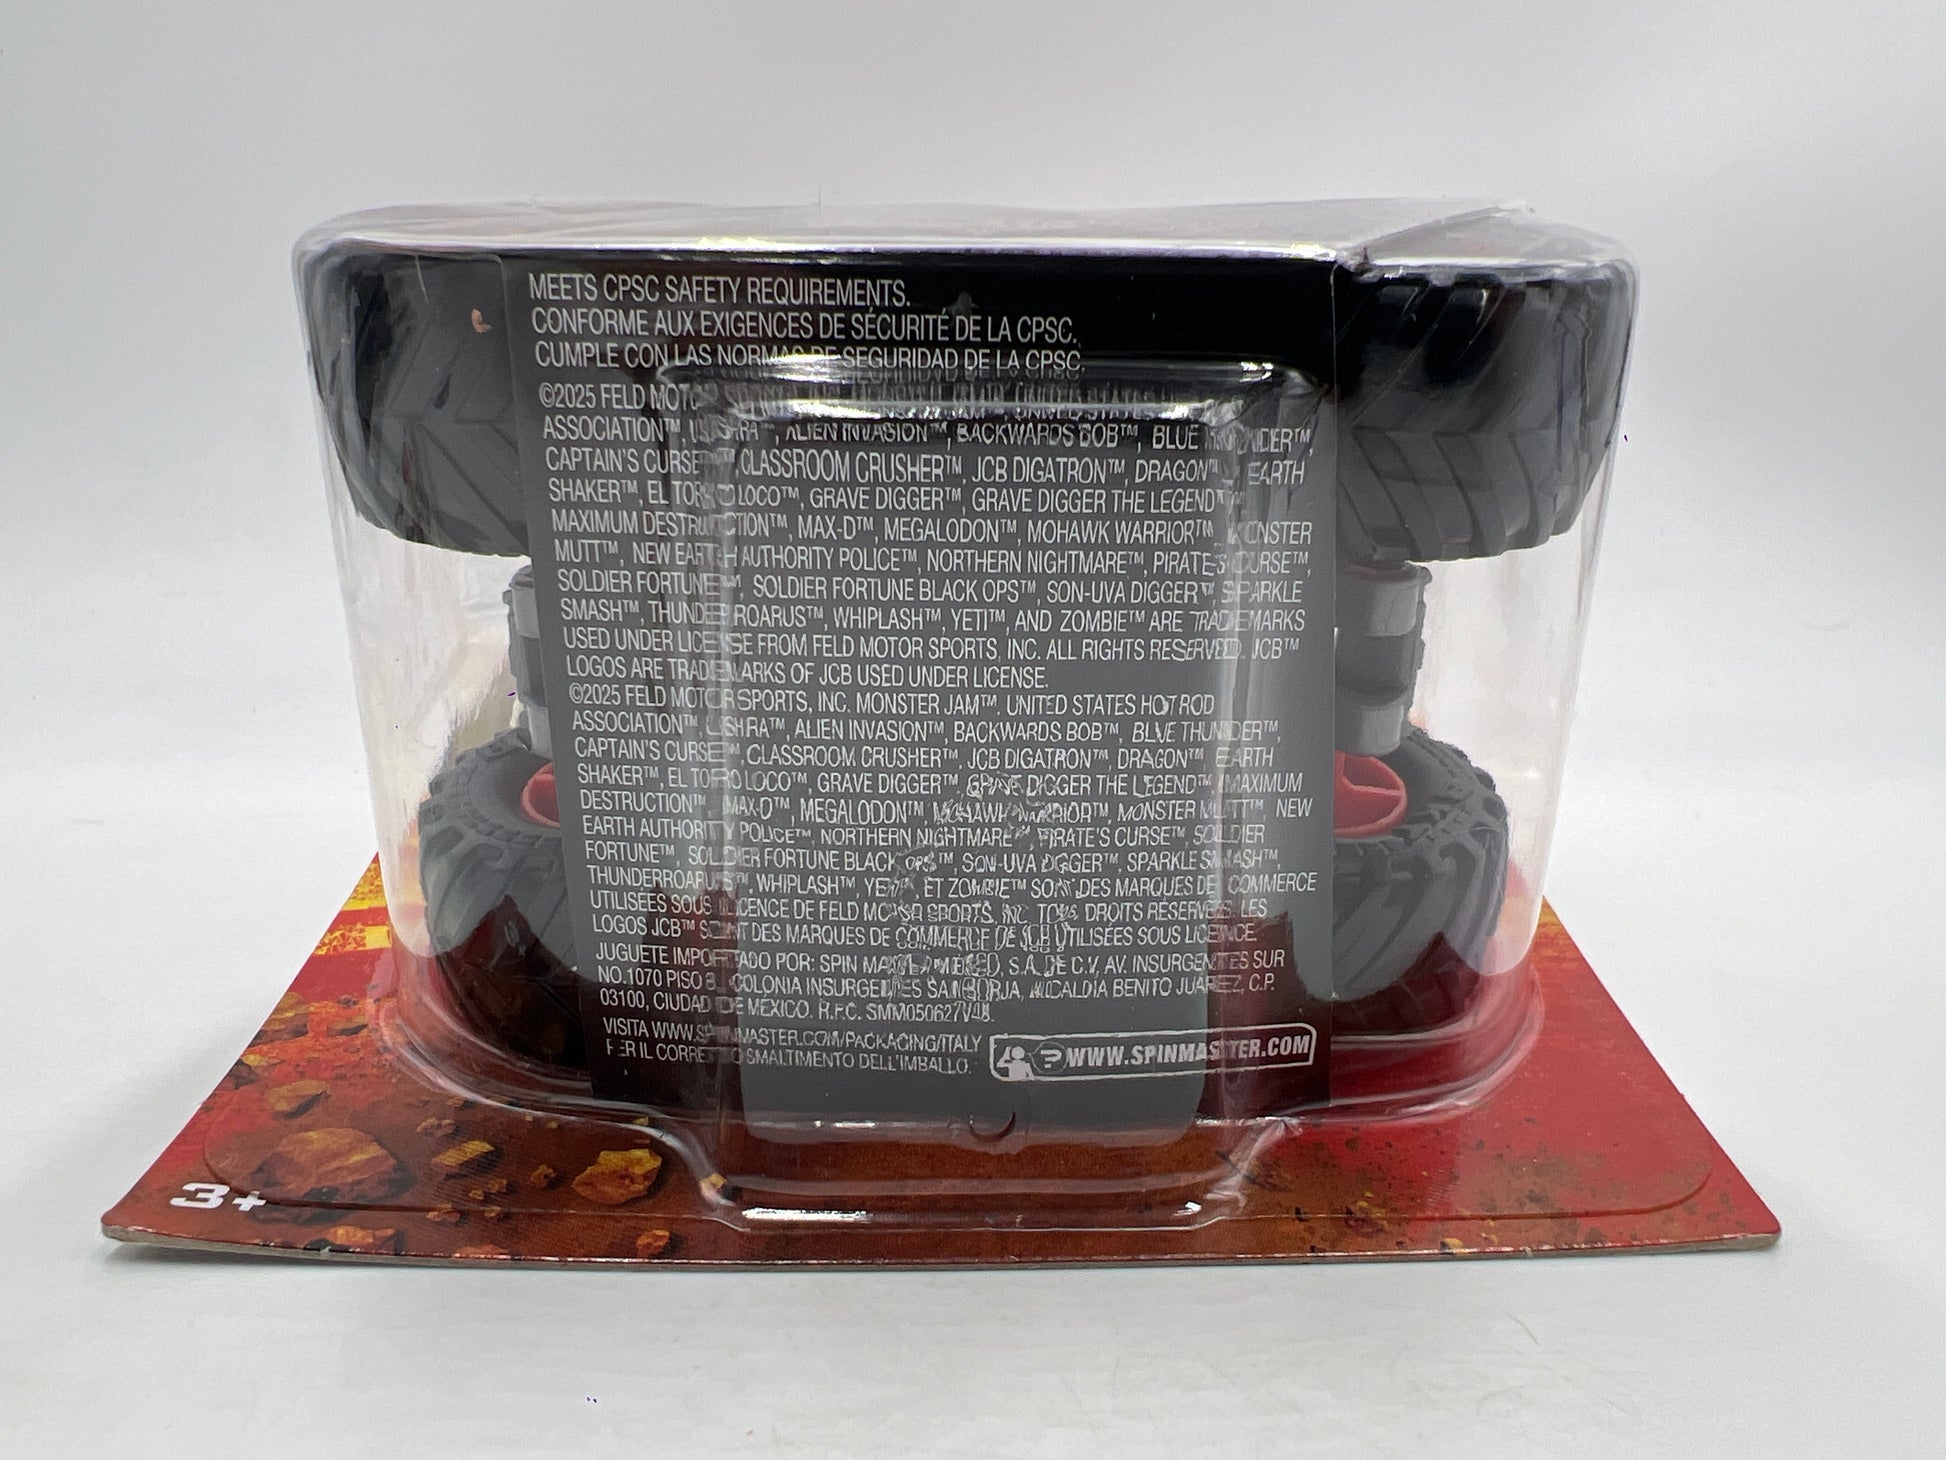 MEETS CPSC SAFETY REQUIREMENTS.
CONFORME AUX EXIGENCES DE SÉCURITÉ DE LA CPSC.
CUMPLE CON LAS NORMAS DE SEGURIDAD DE LA CPSC.
©2025 FELD MOTOR UNITED STATES
ASSOCIATION™, USHRA™, ALIEN INVASION™, BACKWARDS BOB™, BLUE THUNDER™,
CAPTAIN'S CURSE™, CLASSROOM CRUSHER™, JCB DIGATRON™, DRAGON™, EARTH
SHAKER™, EL TORO LOCO™, GRAVE DIGGER™, GRAVE DIGGER THE LEGEND™,
MAXIMUM DESTRUCTION™, MAX-D™, MEGALODON™, MOHAWK WARRIOR™, MONSTER
MUTT™, NEW EARTH AUTHORITY POLICE™, NORTHERN NIGHTMARE™, PIRATE'S CURSE™,
SOLDIER FORTUNE™, SOLDIER FORTUNE BLACK OPS™, SON-UVA DIGGER™, SPARKLE
SMASH™, THUNDERROARUS™, WHIPLASH™, YETI™, AND ZOMBIE™ ARE TRADEMARKS
USED UNDER LICENSE FROM FELD MOTOR SPORTS, INC. ALL RIGHTS RESERVED. JCB™
LOGOS ARE TRADEMARKS OF JCB USED UNDER LICENSE.
©2025 FELD MOTOR SPORTS, INC. MONSTER JAM™, UNITED STATES HOT ROD
ASSOCIATION™, USHRA™, ALIEN INVASION™, BACKWARDS BOB™, BLUE THUNDER™,
CAPTAIN'S CURSE™, CLASSROOM CRUSHER™, JCB DIGATRON™, DRAGON™, EARTH
SHAKER™, EL TORO LOCO™, GRAVE DIGGER™, GRAVE DIGGER THE LEGEND™, MAXIMUM
DESTRUCTION™, MAX-D™, MEGALODON™, MOHAWK WARRIOR™, MONSTER MUTT™, NEW
EARTH AUTHORITY POLICE™, NORTHERN NIGHTMARE™, PIRATE'S CURSE™, SOLDIER
FORTUNE™, SOLDIER FORTUNE BLACK OPS™, SON-UVA DIGGER™, SPARKLE SMASH™,
THUNDERROARUS™, WHIPLASH™, YETI™, ET ZOMBIE™ SONT DES MARQUES DE COMMERCE
UTILISÉES SOUS LICENCE DE FELD MOTOR SPORTS, INC. TOUS DROITS RÉSERVÉS. LES
LOGOS JCB™ SONT DES MARQUES DE COMMERCE DE JCB UTILISÉES SOUS LICENCE.
JUGUETE IMPORTADO POR: SPIN MASTER MÉXICO, S.A. DE C.V, AV. INSURGENTES SUR
NO.1070 PISO 8, COLONIA INSURGENTES SAN BORJA, ALCALDIA BENITO JUAREZ, C.P.
03100, CIUDAD DE MÉXICO. R.F.C. SMM050627V48.
VISITA WWW.SPINMASTER.COM/PACKAGING/ITALY
PER IL CORRETTO SMALTIMENTO DELL'IMBALLO.
WWW.SPINMASTER.COM
3+